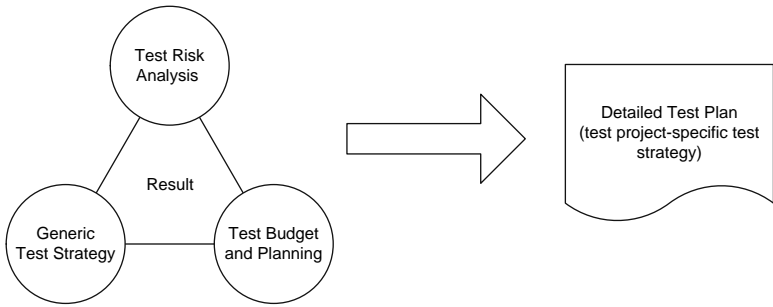 Test Risk
Analysis
Result
Generic
Test Strategy
Test Budget
and Planning
Detailed Test Plan
(test project-specific test
strategy)